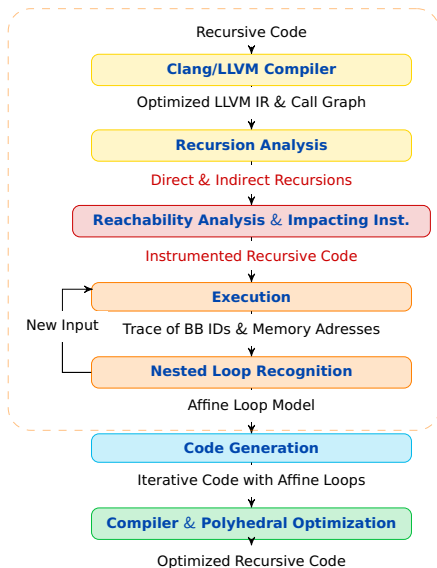 Recursive Code
Clang/LLVM Compiler
Optimized LLVM IR & Call Graph
Recursion Analysis
Direct & Indirect Recursions
Reachability Analysis & Impacting Inst.
Instrumented Recursive Code
Execution
New Input
Trace of BB IDs & Memory Adresses
Nested Loop Recognition
Affine Loop Model
Code Generation
Iterative Code with Affine Loops
Compiler & Polyhedral Optimization
Optimized Recursive Code